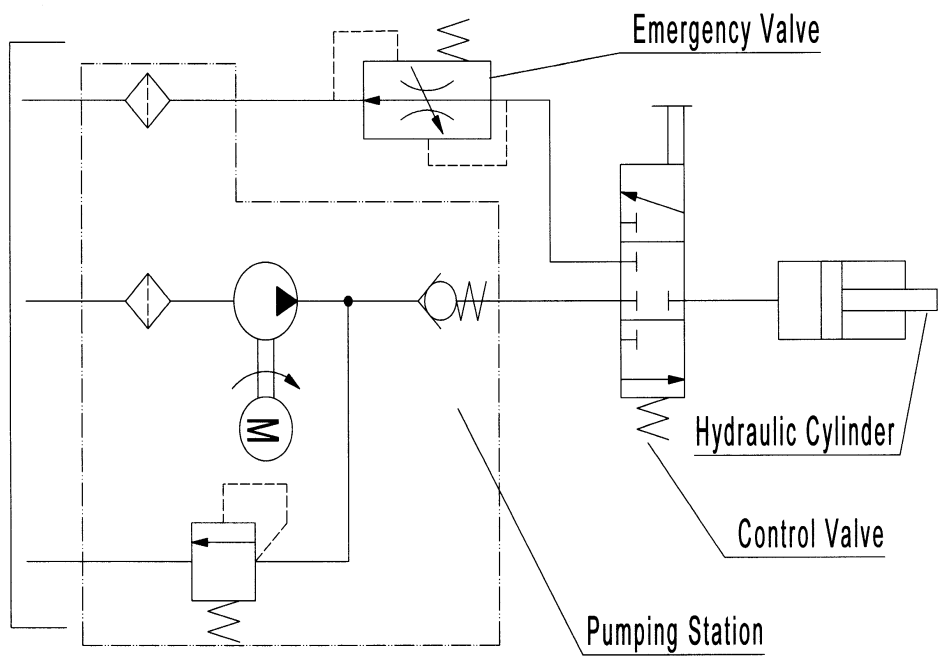 Emergency Valve
M
Hydraulic Cylinder
Control Valve
Pumping Station